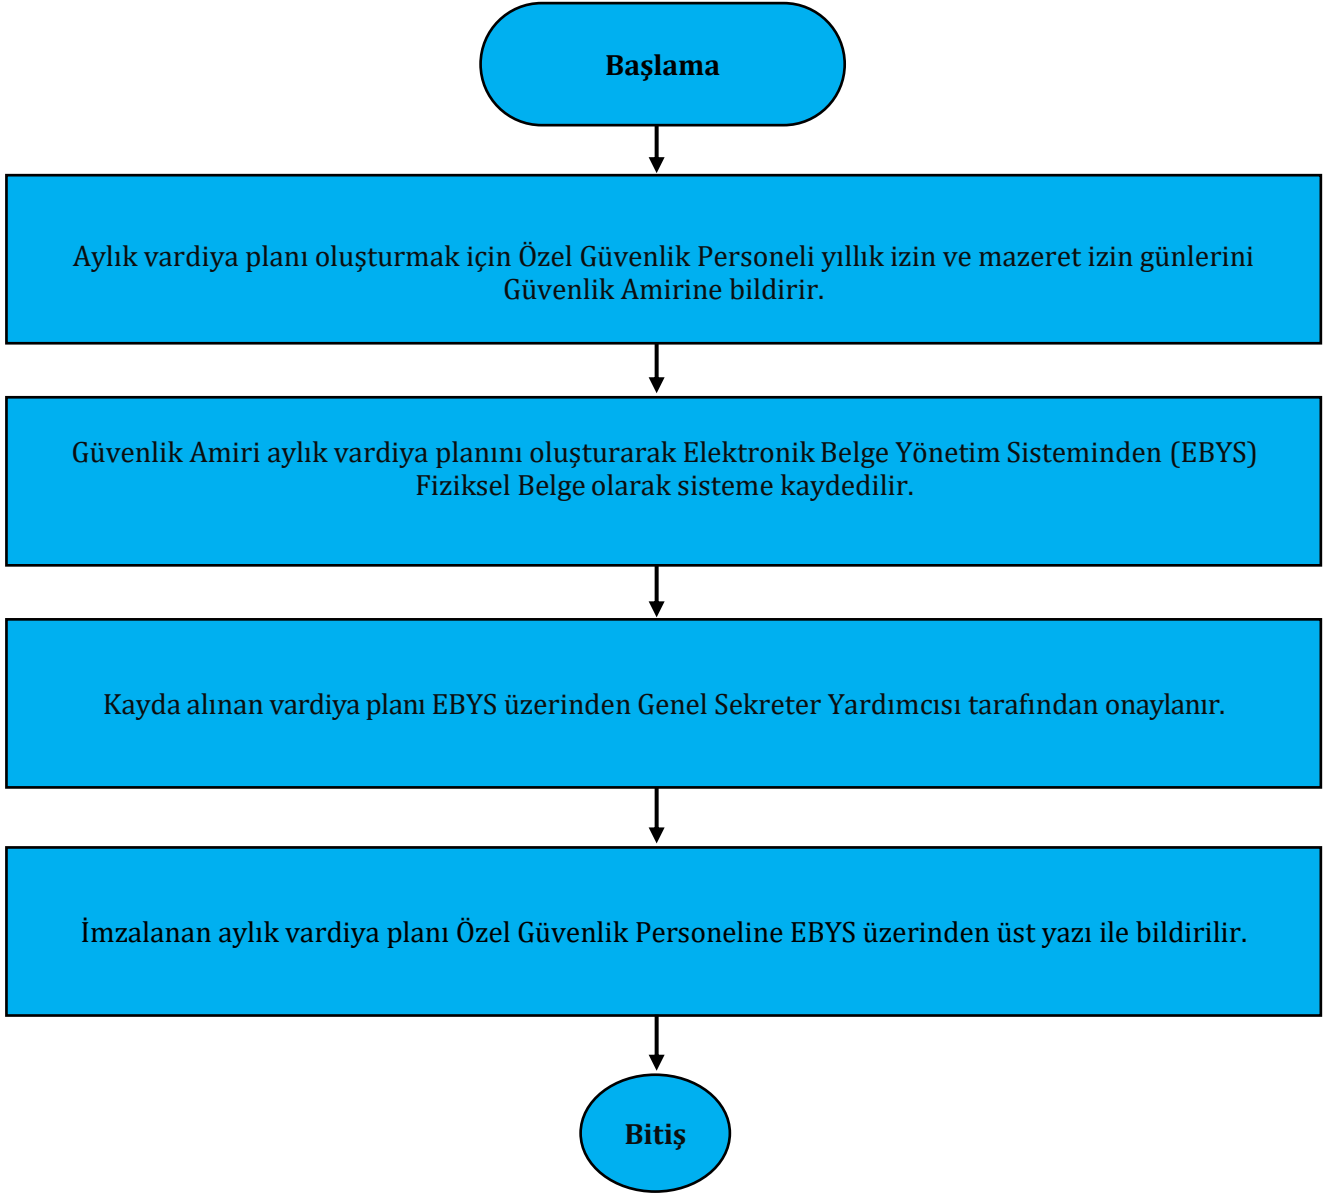 Başlama
Aylık vardiya planı oluşturmak için Özel Güvenlik Personeli yıllık izin ve mazeret izin günlerini
Güvenlik Amirine bildirir.
Güvenlik Amiri aylık vardiya planını oluşturarak Elektronik Belge Yönetim Sisteminden (EBYS)
Fiziksel Belge olarak sisteme kaydedilir.
Kayda alınan vardiya planı EBYS üzerinden Genel Sekreter Yardımcısı tarafından onaylanır.
İmzalanan aylık vardiya planı Özel Güvenlik Personeline EBYS üzerinden üst yazı ile bildirilir.
Bitiş